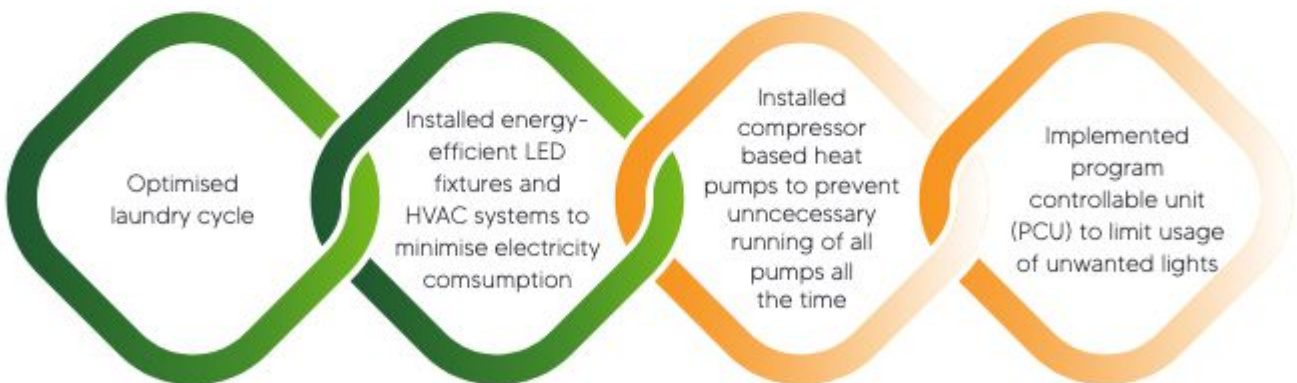 Optimised
laundry cycle
Installed energy-
efficient LED
fixtures and
HVAC systems to
minimise electricity
comsumption
Installed
compressor
based heat
pumps to prevent
unncecessary
running of all
pumps all
the time
Implemented
program
controllable unit
(PCU) to limit usage
of unwanted lights